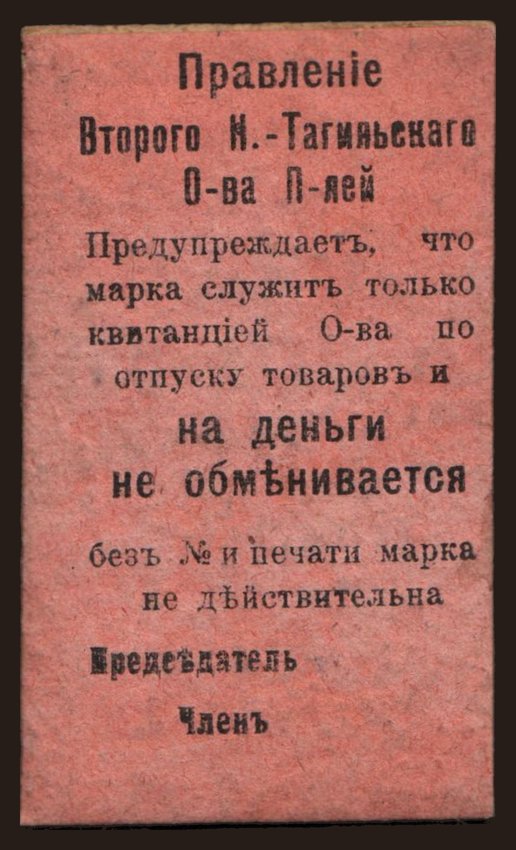 Правленіе
Второго Н.-Тагильскаго
О-ва П-лей
Предупреждаетъ, что
марка служитъ только
квитанціей О-ва по
отпуску товаровъ и
на деньги
не обмѣнивается
безъ № и печати марка
не дѣйствительна
Предсѣдатель
Членъ